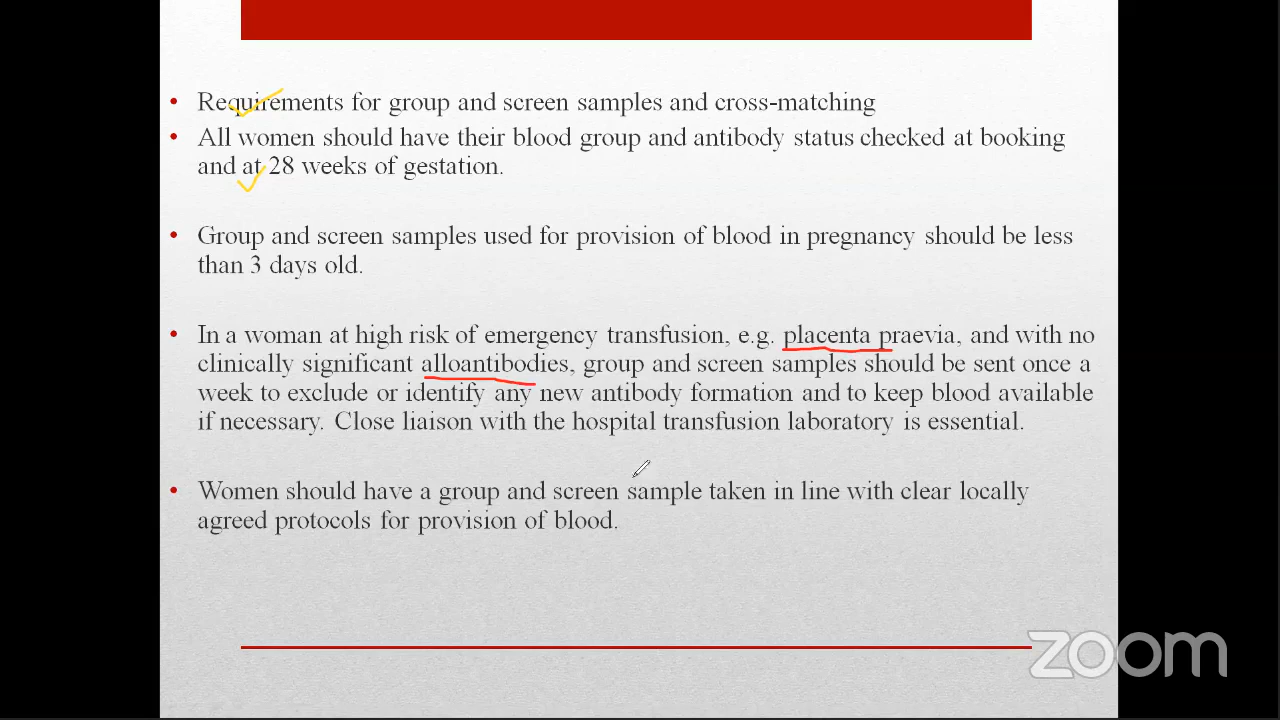 • Requirements for group and screen samples and cross-matching
• All women should have their blood group and antibody status checked at booking
and at 28 weeks of gestation.
• Group and screen samples used for provision of blood in pregnancy should be less
than 3 days old.
• In a woman at high risk of emergency transfusion, e.g. placenta praevia, and with no
clinically significant alloantibodies, group and screen samples should be sent once a
week to exclude or identify any new antibody formation and to keep blood available
if necessary. Close liaison with the hospital transfusion laboratory is essential.
• Women should have a group and screen sample taken in line with clear locally
agreed protocols for provision of blood.
zoom